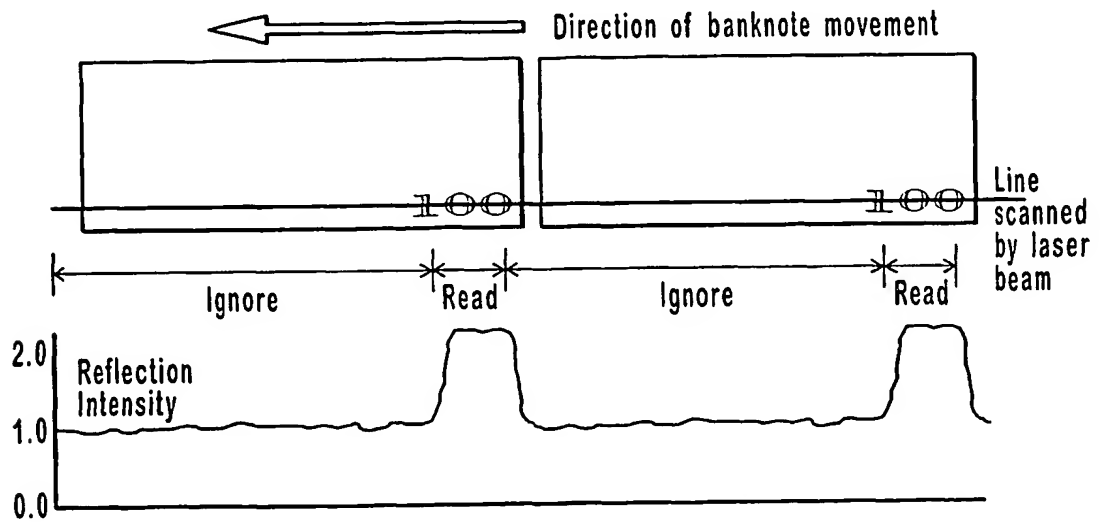 Direction of banknote movement
100
100
Line
scanned
by laser
beam
Ignore
Read
Ignore
Read
2.0
Reflection
Intensity
1.0
0.0